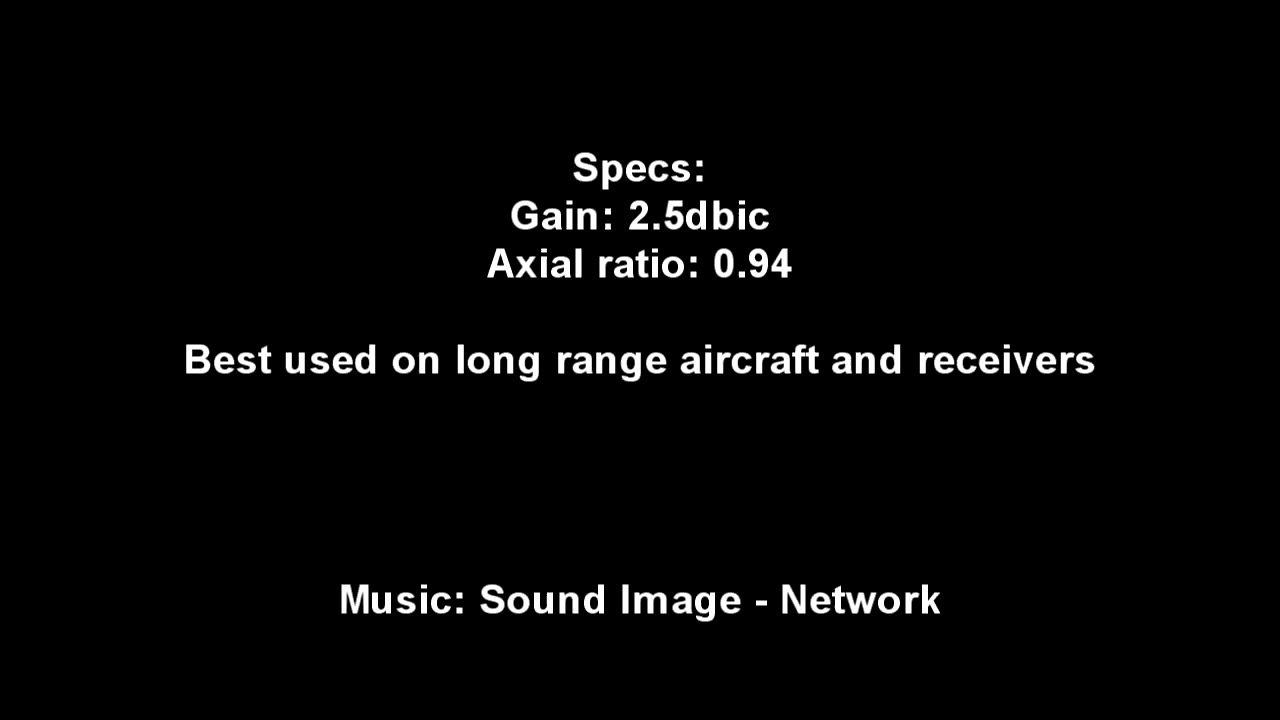 Specs:
Gain: 2.5dbic
Axial ratio: 0.94
Best used on long range aircraft and receivers
Music: Sound Image - Network